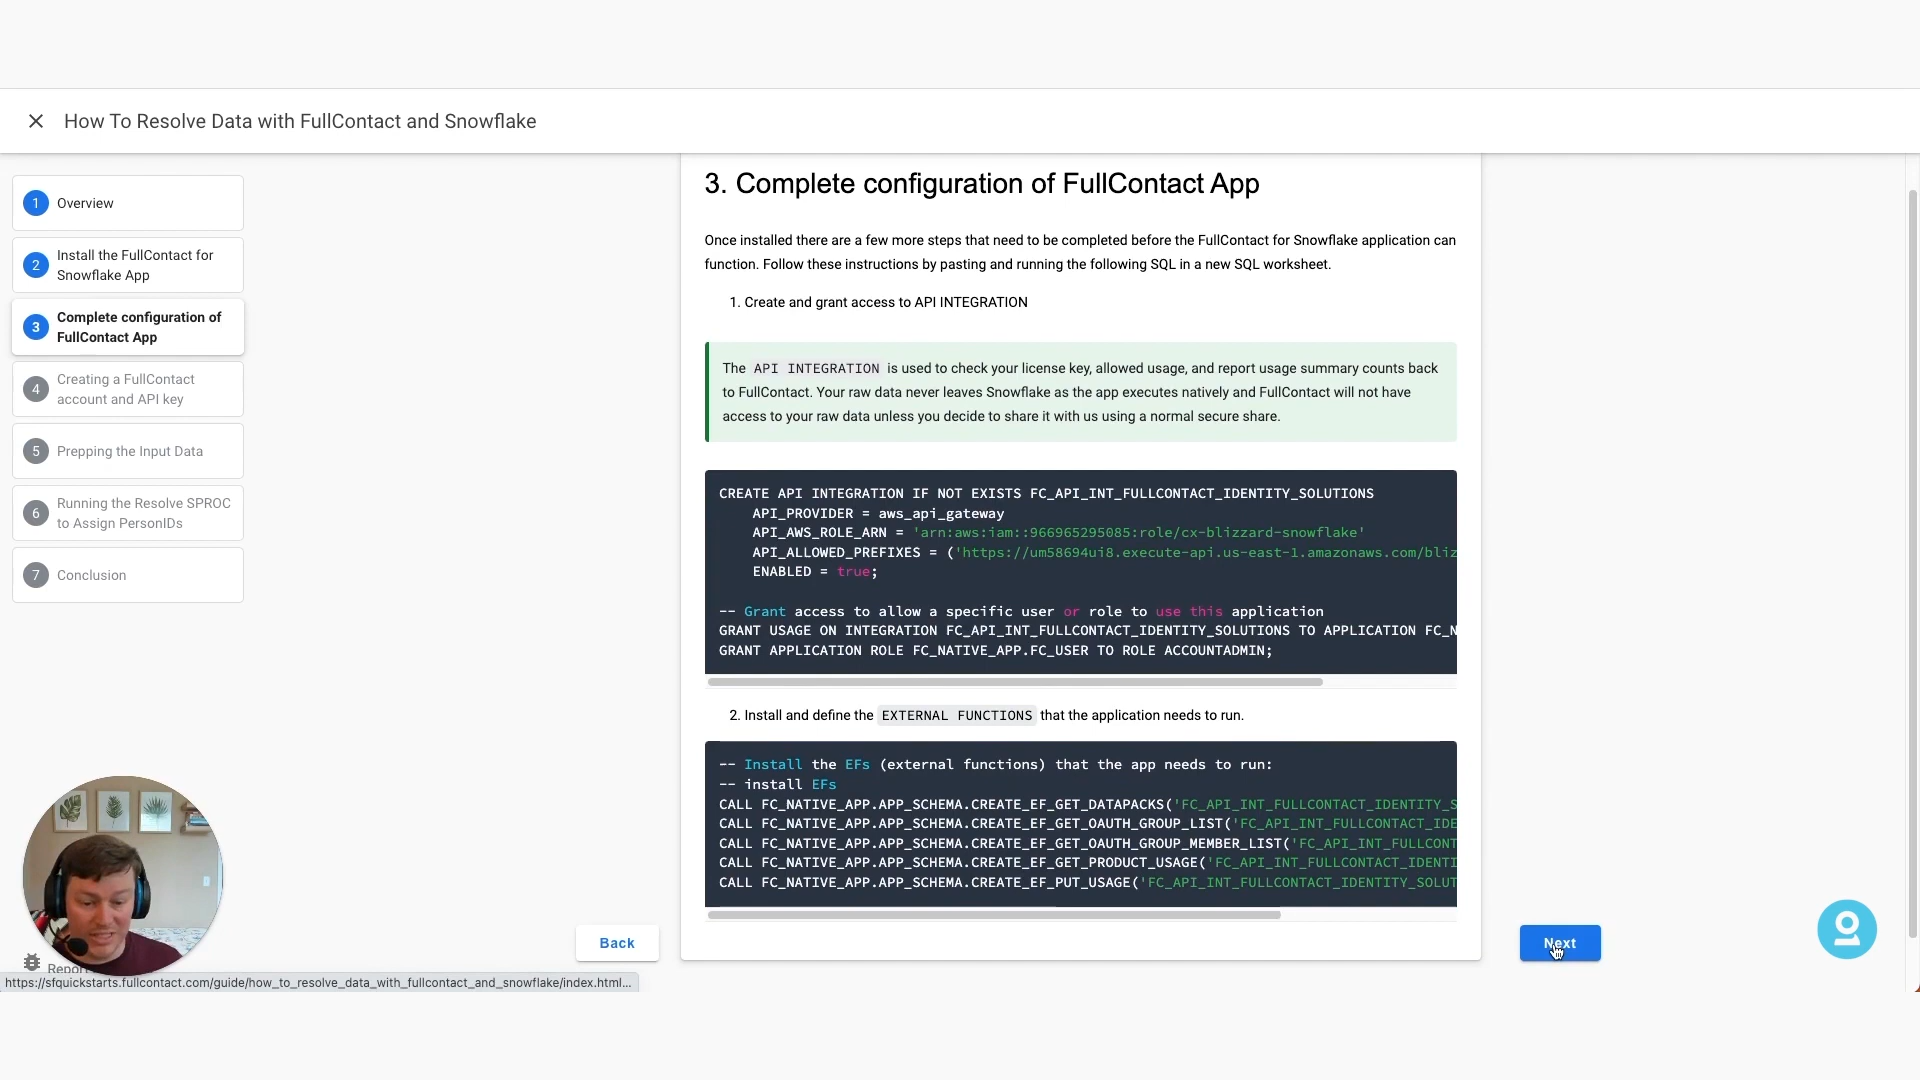 How To Resolve Data with FullContact and Snowflake
1 Overview
2 Install the FullContact for
Snowflake App
3 Complete configuration of
FullContact App
4 Creating a FullContact
account and API key
5 Prepping the Input Data
6 Running the Resolve SPROC
to Assign PersonIDs
7 Conclusion
3. Complete configuration of FullContact App
Once installed there are a few more steps that need to be completed before the FullContact for Snowflake application can
function. Follow these instructions by pasting and running the following SQL in a new SQL worksheet.
1. Create and grant access to API INTEGRATION
The API INTEGRATION is used to check your license key, allowed usage, and report usage summary counts back
to FullContact. Your raw data never leaves Snowflake as the app executes natively and FullContact will not have
access to your raw data unless you decide to share it with us using a normal secure share.
CREATE API INTEGRATION IF NOT EXISTS FC_API_INT_FULLCONTACT_IDENTITY_SOLUTIONS
API_PROVIDER = aws_api_gateway
API_AWS_ROLE_ARN = 'arn:aws:iam::966965295085:role/cx-blizzard-snowflake'
API_ALLOWED_PREFIXES = ('https://um58694ui8.execute-api.us-east-1.amazonaws.com/bliz
ENABLED = true;
-- Grant access to allow a specific user or role to use this application
GRANT USAGE ON INTEGRATION FC_API_INT_FULLCONTACT_IDENTITY_SOLUTIONS TO APPLICATION FC_N
GRANT APPLICATION ROLE FC_NATIVE_APP.FC_USER TO ROLE ACCOUNTADMIN;
2. Install and define the EXTERNAL FUNCTIONS that the application needs to run.
-- Install the EFs (external functions) that the app needs to run:
-- install EFs
CALL FC_NATIVE_APP.APP_SCHEMA.CREATE_EF_GET_DATAPACKS('FC_API_INT_FULLCONTACT_IDENTITY_S
CALL FC_NATIVE_APP.APP_SCHEMA.CREATE_EF_GET_OAUTH_GROUP_LIST('FC_API_INT_FULLCONTACT_IDE
CALL FC_NATIVE_APP.APP_SCHEMA.CREATE_EF_GET_OAUTH_GROUP_MEMBER_LIST('FC_API_INT_FULLCONT
CALL FC_NATIVE_APP.APP_SCHEMA.CREATE_EF_GET_PRODUCT_USAGE('FC_API_INT_FULLCONTACT_IDENTI
CALL FC_NATIVE_APP.APP_SCHEMA.CREATE_EF_PUT_USAGE('FC_API_INT_FULLCONTACT_IDENTITY_SOLUT
Back
Next
Report
https://sfquickstarts.fullcontact.com/guide/how_to_resolve_data_with_fullcontact_and_snowflake/index.html...